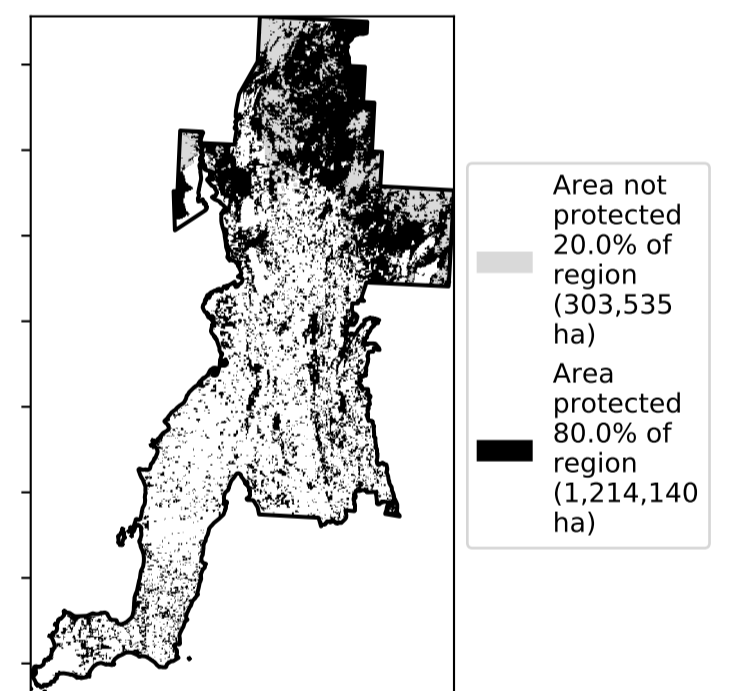 Area not
protected
20.0% of
region
(303,535
ha)
Area
protected
80.0% of
region
(1,214,140
ha)